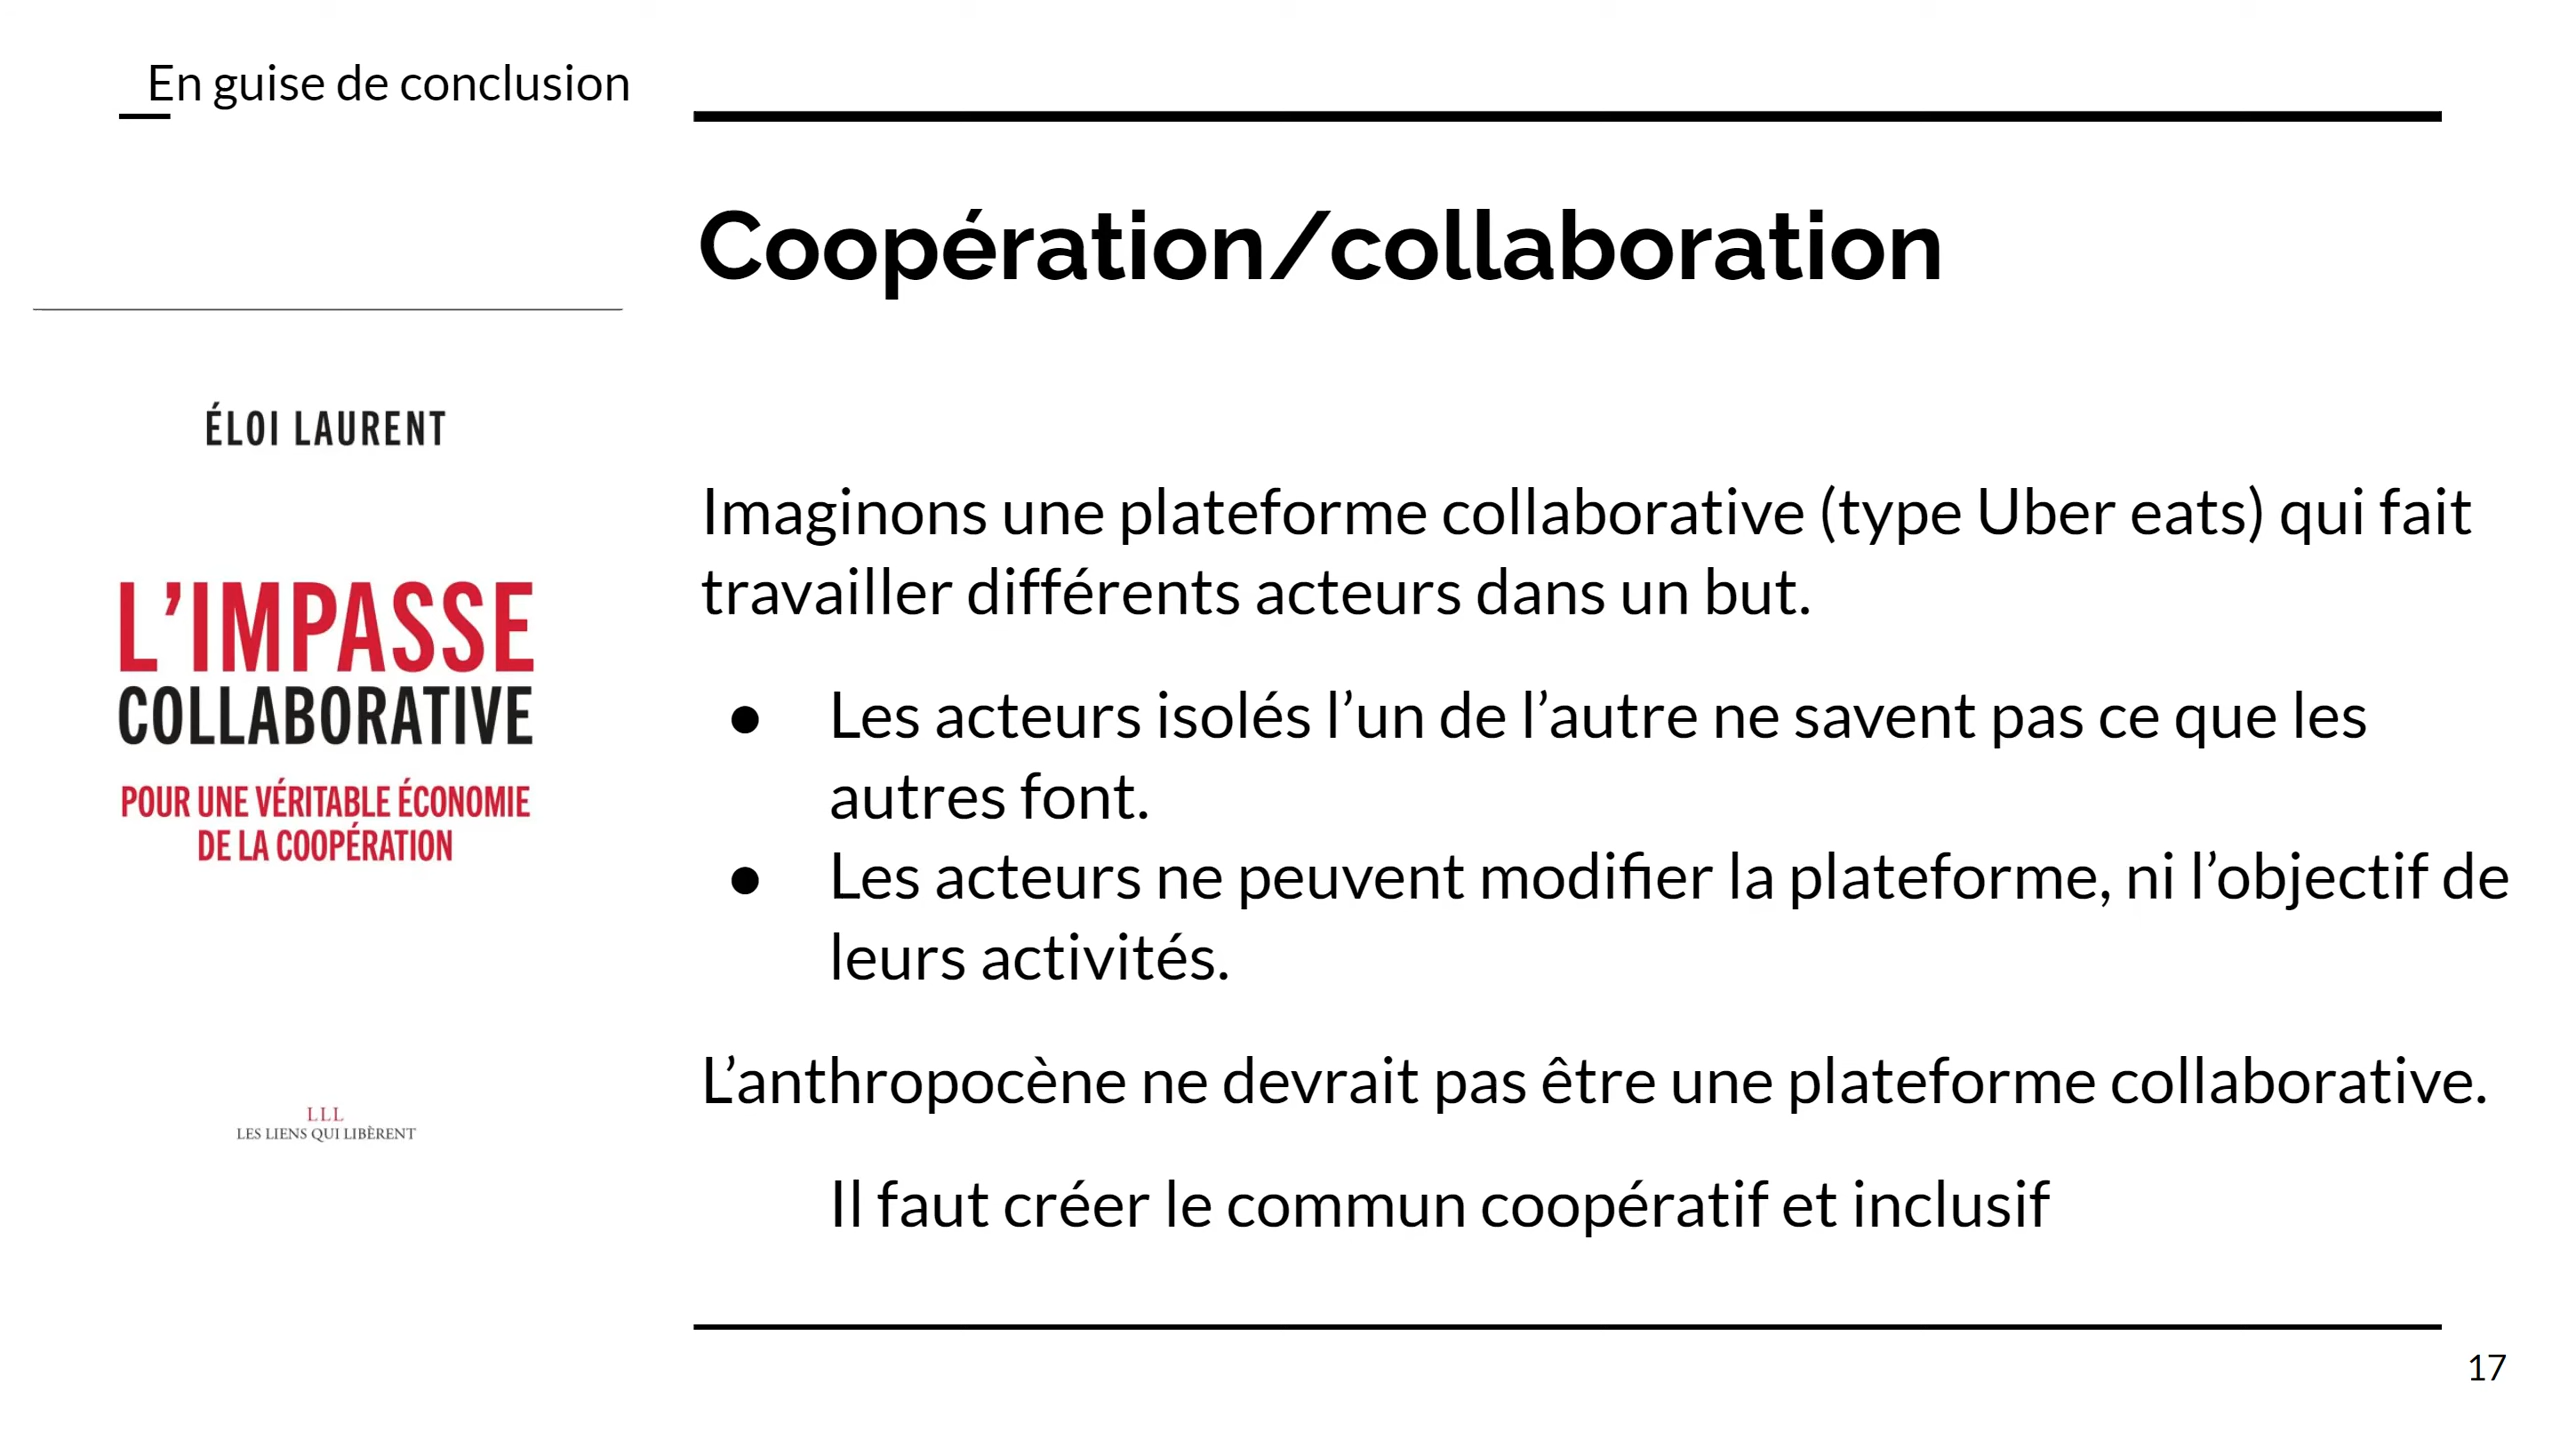 En guise de conclusion
Coopération/collaboration
ÉLOI LAURENT
L’IMPASSE
COLLABORATIVE
POUR UNE VÉRITABLE ÉCONOMIE
DE LA COOPÉRATION
LLL
LES LIENS QUI LIBÈRENT
Imaginons une plateforme collaborative (type Uber eats) qui fait
travailler différents acteurs dans un but.
● Les acteurs isolés l’un de l’autre ne savent pas ce que les
autres font.
● Les acteurs ne peuvent modifier la plateforme, ni l’objectif de
leurs activités.
L’anthropocène ne devrait pas être une plateforme collaborative.
Il faut créer le commun coopératif et inclusif
17